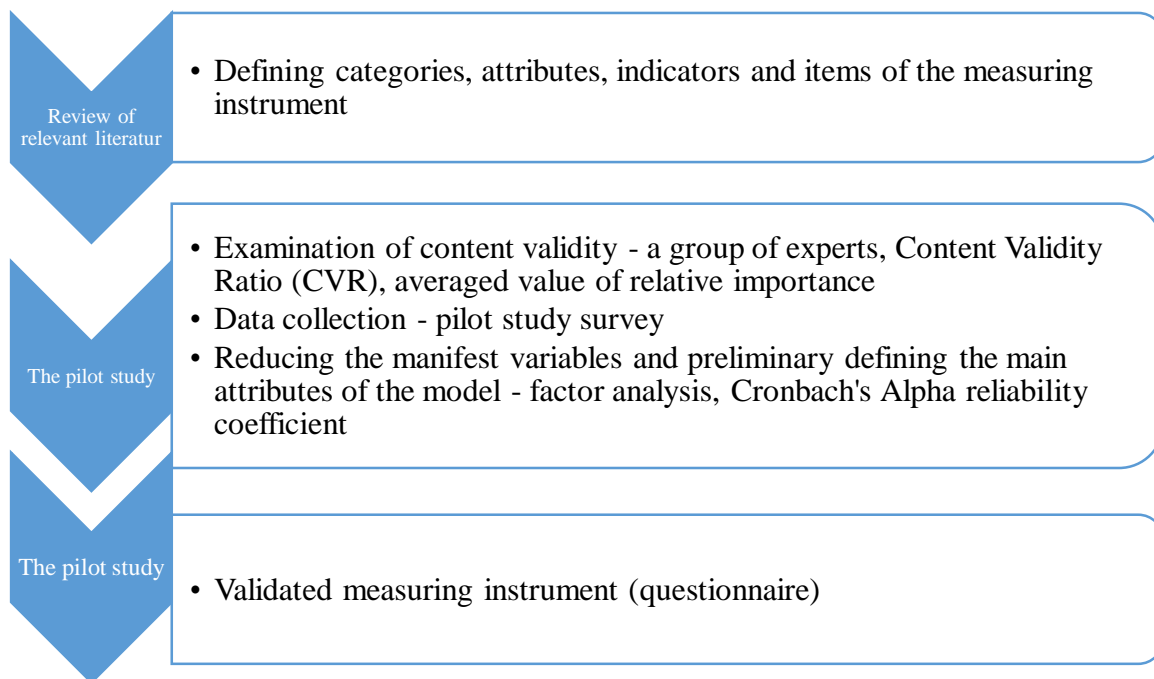 Review of
relevant literatur
• Defining categories, attributes, indicators and items of the measuring
instrument
The pilot study
• Examination of content validity - a group of experts, Content Validity
Ratio (CVR), averaged value of relative importance
• Data collection - pilot study survey
• Reducing the manifest variables and preliminary defining the main
attributes of the model - factor analysis, Cronbach's Alpha reliability
coefficient
The pilot study
• Validated measuring instrument (questionnaire)